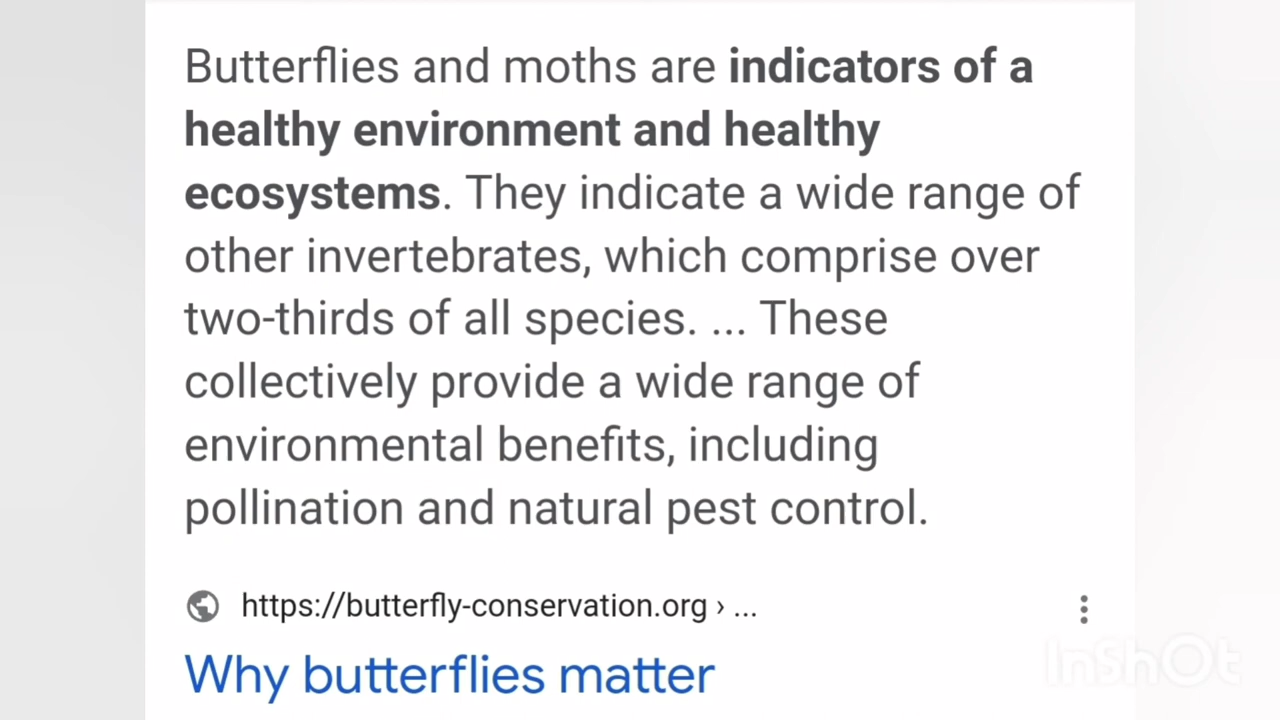 Butterflies and moths are indicators of a
healthy environment and healthy
ecosystems. They indicate a wide range of
other invertebrates, which comprise over
two-thirds of all species. ... These
collectively provide a wide range of
environmental benefits, including
pollination and natural pest control.
https://butterfly-conservation.org › ...
Why butterflies matter
InShOt